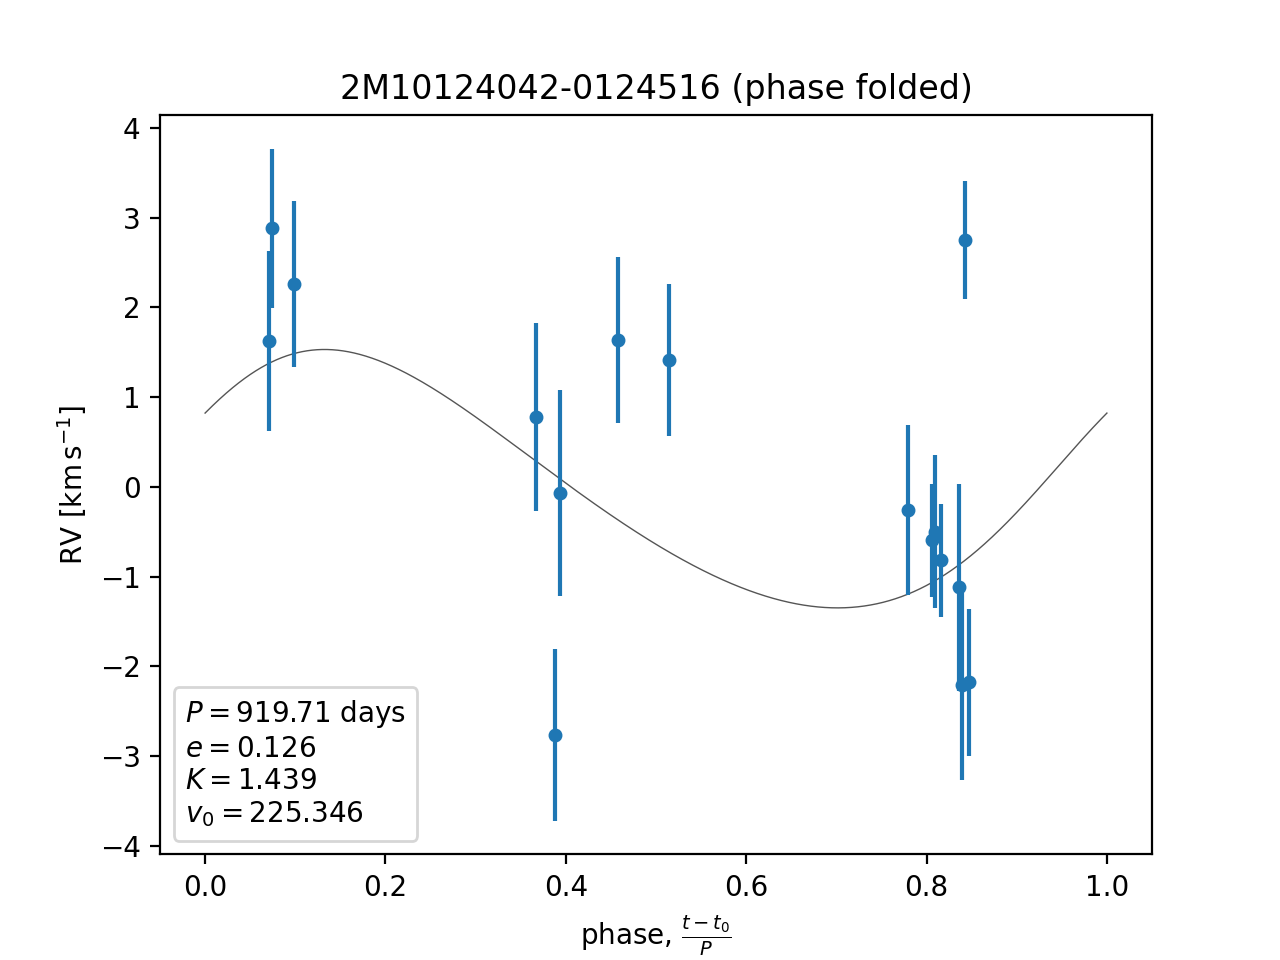 2M10124042-0124516 (phase folded)
4
3
2
1
0
−1
−2
−3
−4
RV [km s⁻¹]
P = 919.71 days
e = 0.126
K = 1.439
v₀ = 225.346
0.0 0.2 0.4 0.6 0.8 1.0
phase, (t − t₀)/P